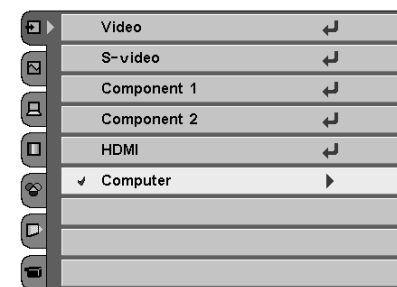 Video
S-video
Component 1
Component 2
HDMI
Computer